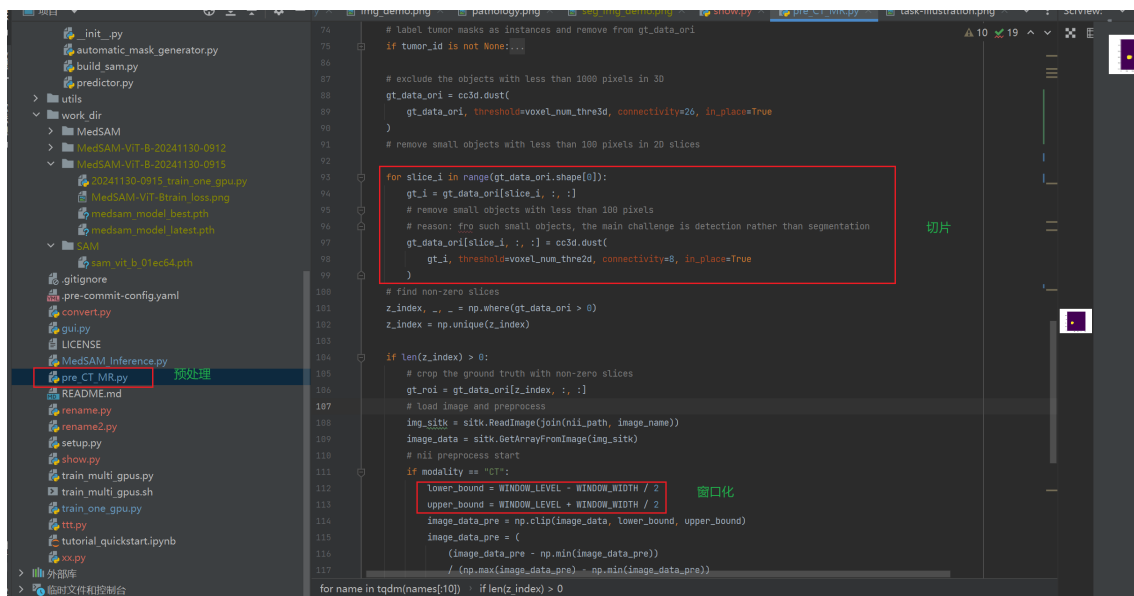 项目
img_demo.png
pathology.png
seg_img_demo.png
show.py
pre_CT_MR.py
task-illustration.png
SciView:
__init__.py
automatic_mask_generator.py
build_sam.py
predictor.py
utils
work_dir
MedSAM
MedSAM-ViT-B-20241130-0912
MedSAM-ViT-B-20241130-0915
20241130-0915_train_one_gpu.py
MedSAM-ViT-Btrain_loss.png
medsam_model_best.pth
medsam_model_latest.pth
SAM
sam_vit_b_01ec64.pth
.gitignore
.pre-commit-config.yaml
convert.py
gui.py
LICENSE
MedSAM_Inference.py
pre_CT_MR.py
预处理
README.md
rename.py
rename2.py
setup.py
show.py
train_multi_gpus.py
train_multi_gpus.sh
train_one_gpu.py
ttt.py
tutorial_quickstart.ipynb
xx.py
外部库
临时文件和控制台
10 19
74 # label tumor masks as instances and remove from gt_data_ori
75 if tumor_id is not None:...
86
87 # exclude the objects with less than 1000 pixels in 3D
88 gt_data_ori = cc3d.dust(
89 gt_data_ori, threshold=voxel_num_thre3d, connectivity=26, in_place=True
90 )
91 # remove small objects with less than 100 pixels in 2D slices
92
93 for slice_i in range(gt_data_ori.shape[0]):
94 gt_i = gt_data_ori[slice_i, :, :]
95 # remove small objects with less than 100 pixels
96 # reason: fro such small objects, the main challenge is detection rather than segmentation
切片
97 gt_data_ori[slice_i, :, :] = cc3d.dust(
98 gt_i, threshold=voxel_num_thre2d, connectivity=8, in_place=True
99 )
100 # find non-zero slices
101 z_index, _, _ = np.where(gt_data_ori > 0)
102 z_index = np.unique(z_index)
103
104 if len(z_index) > 0:
105 # crop the ground truth with non-zero slices
106 gt_roi = gt_data_ori[z_index, :, :]
107 # load image and preprocess
108 img_sitk = sitk.ReadImage(join(nii_path, image_name))
109 image_data = sitk.GetArrayFromImage(img_sitk)
110 # nii preprocess start
111 if modality == "CT":
112 lower_bound = WINDOW_LEVEL - WINDOW_WIDTH / 2
窗口化
113 upper_bound = WINDOW_LEVEL + WINDOW_WIDTH / 2
114 image_data_pre = np.clip(image_data, lower_bound, upper_bound)
115 image_data_pre = (
116 (image_data_pre - np.min(image_data_pre))
117 / (np.max(image_data_pre) - np.min(image_data_pre))
for name in tqdm(names[:10]) › if len(z_index) > 0